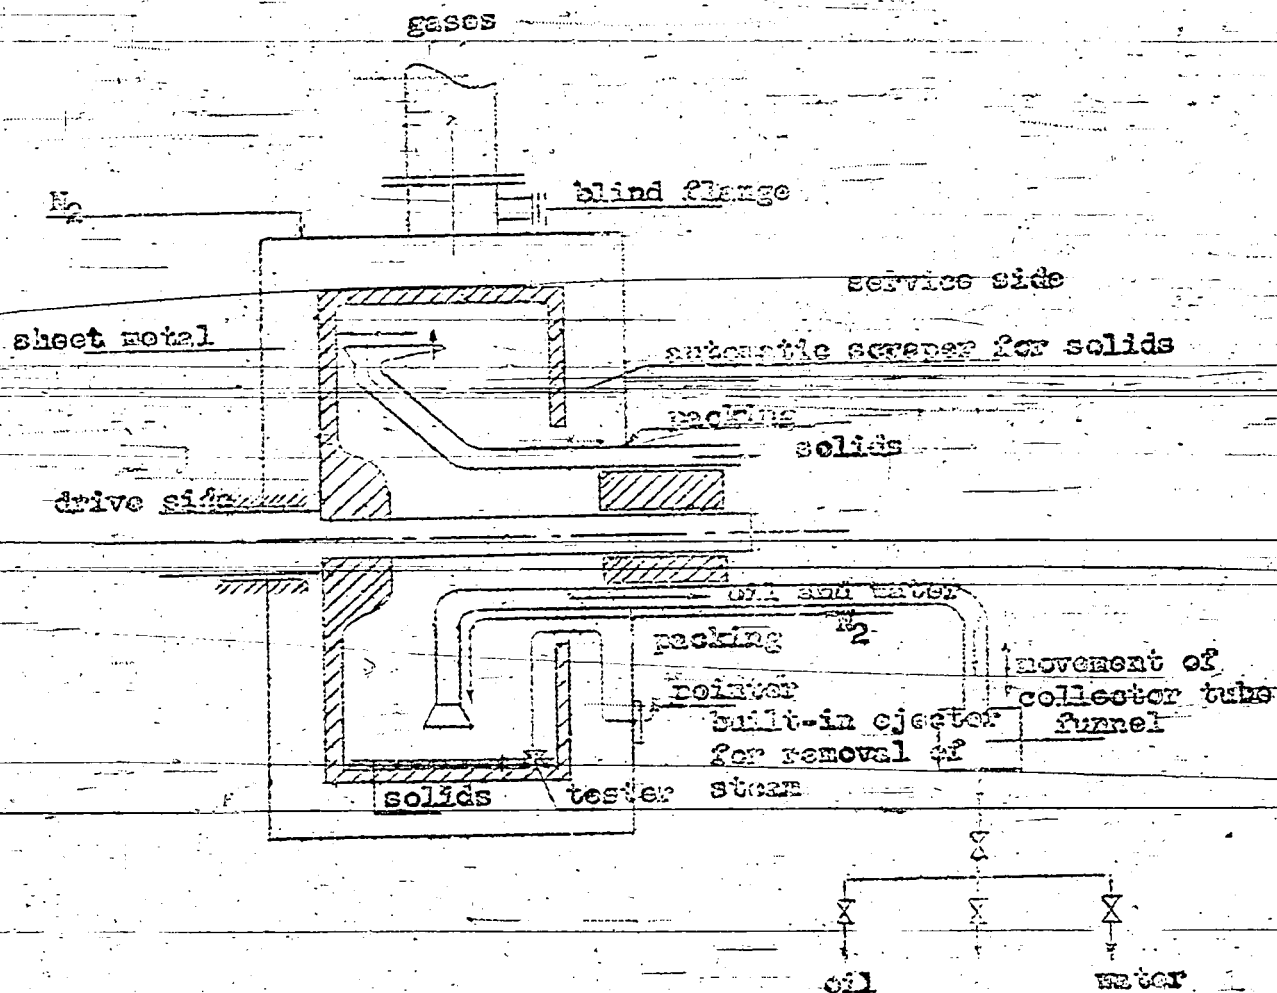 gases
N2
blind flange
service side
sheet metal
automatic scraper for solids
packing
solids
drive side
oil and water
N2
packing
movement of
collector tube
pointer
built-in ejector
funnel
for removal of
steam
solids
tester
oil
water